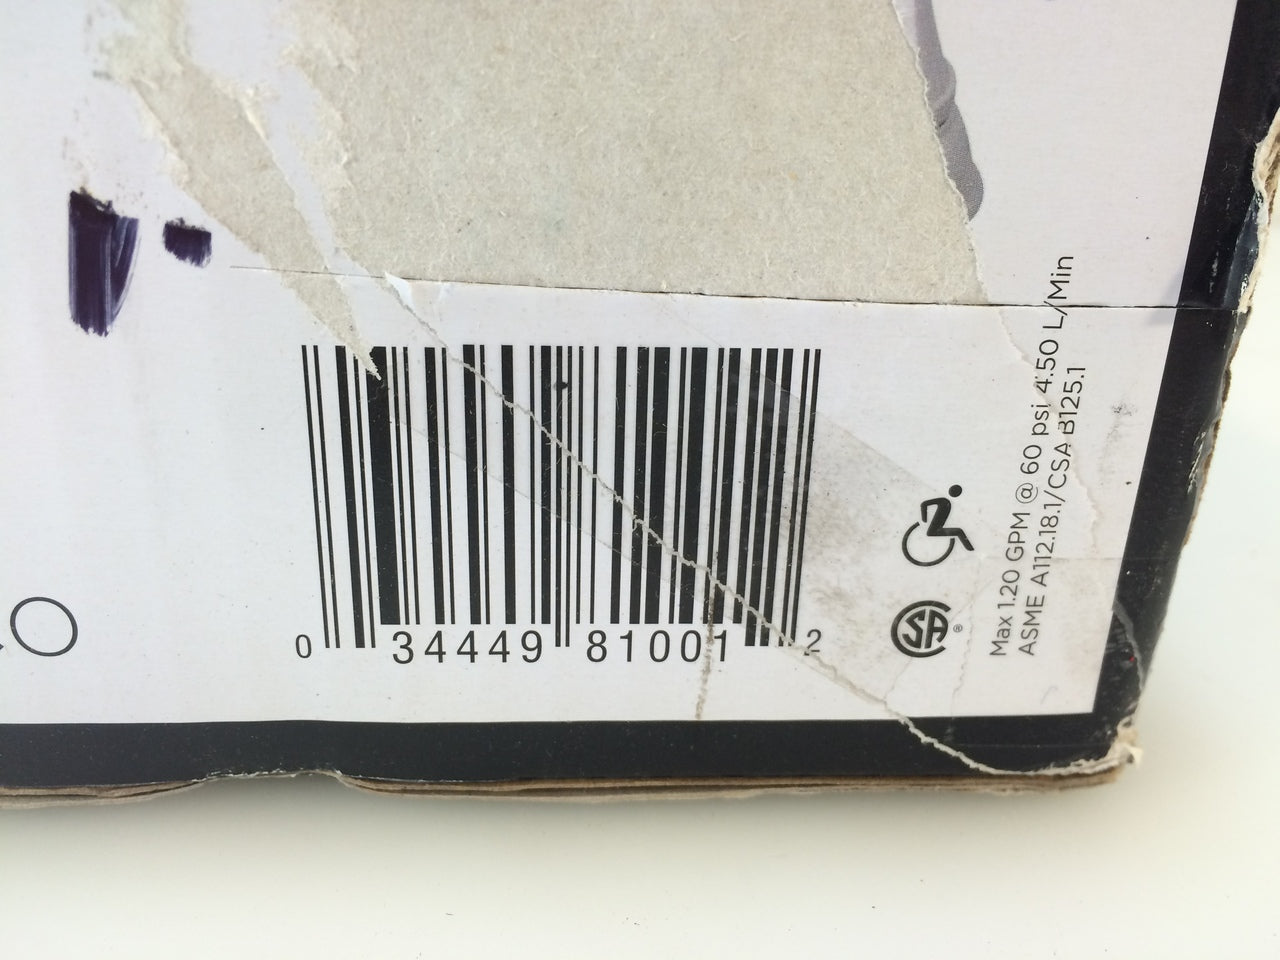 0 34449 81001 2
Max 1.20 GPM @ 60 psi 4.50 L/Min
ASME A112.18.1/CSA B125.1
SA ®